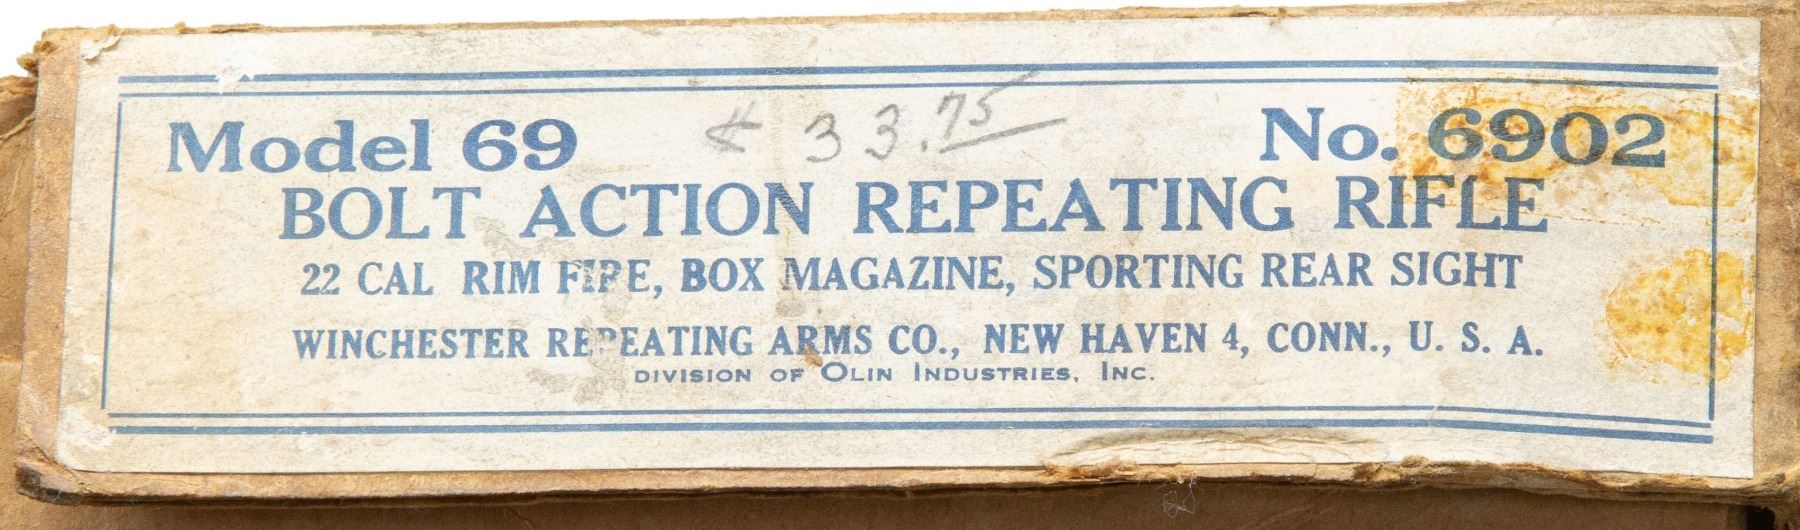 Model 69 33.75 No. 6902
BOLT ACTION REPEATING RIFLE
22 CAL RIM FIRE, BOX MAGAZINE, SPORTING REAR SIGHT
WINCHESTER REPEATING ARMS CO., NEW HAVEN 4, CONN., U. S. A.
DIVISION OF OLIN INDUSTRIES, INC.